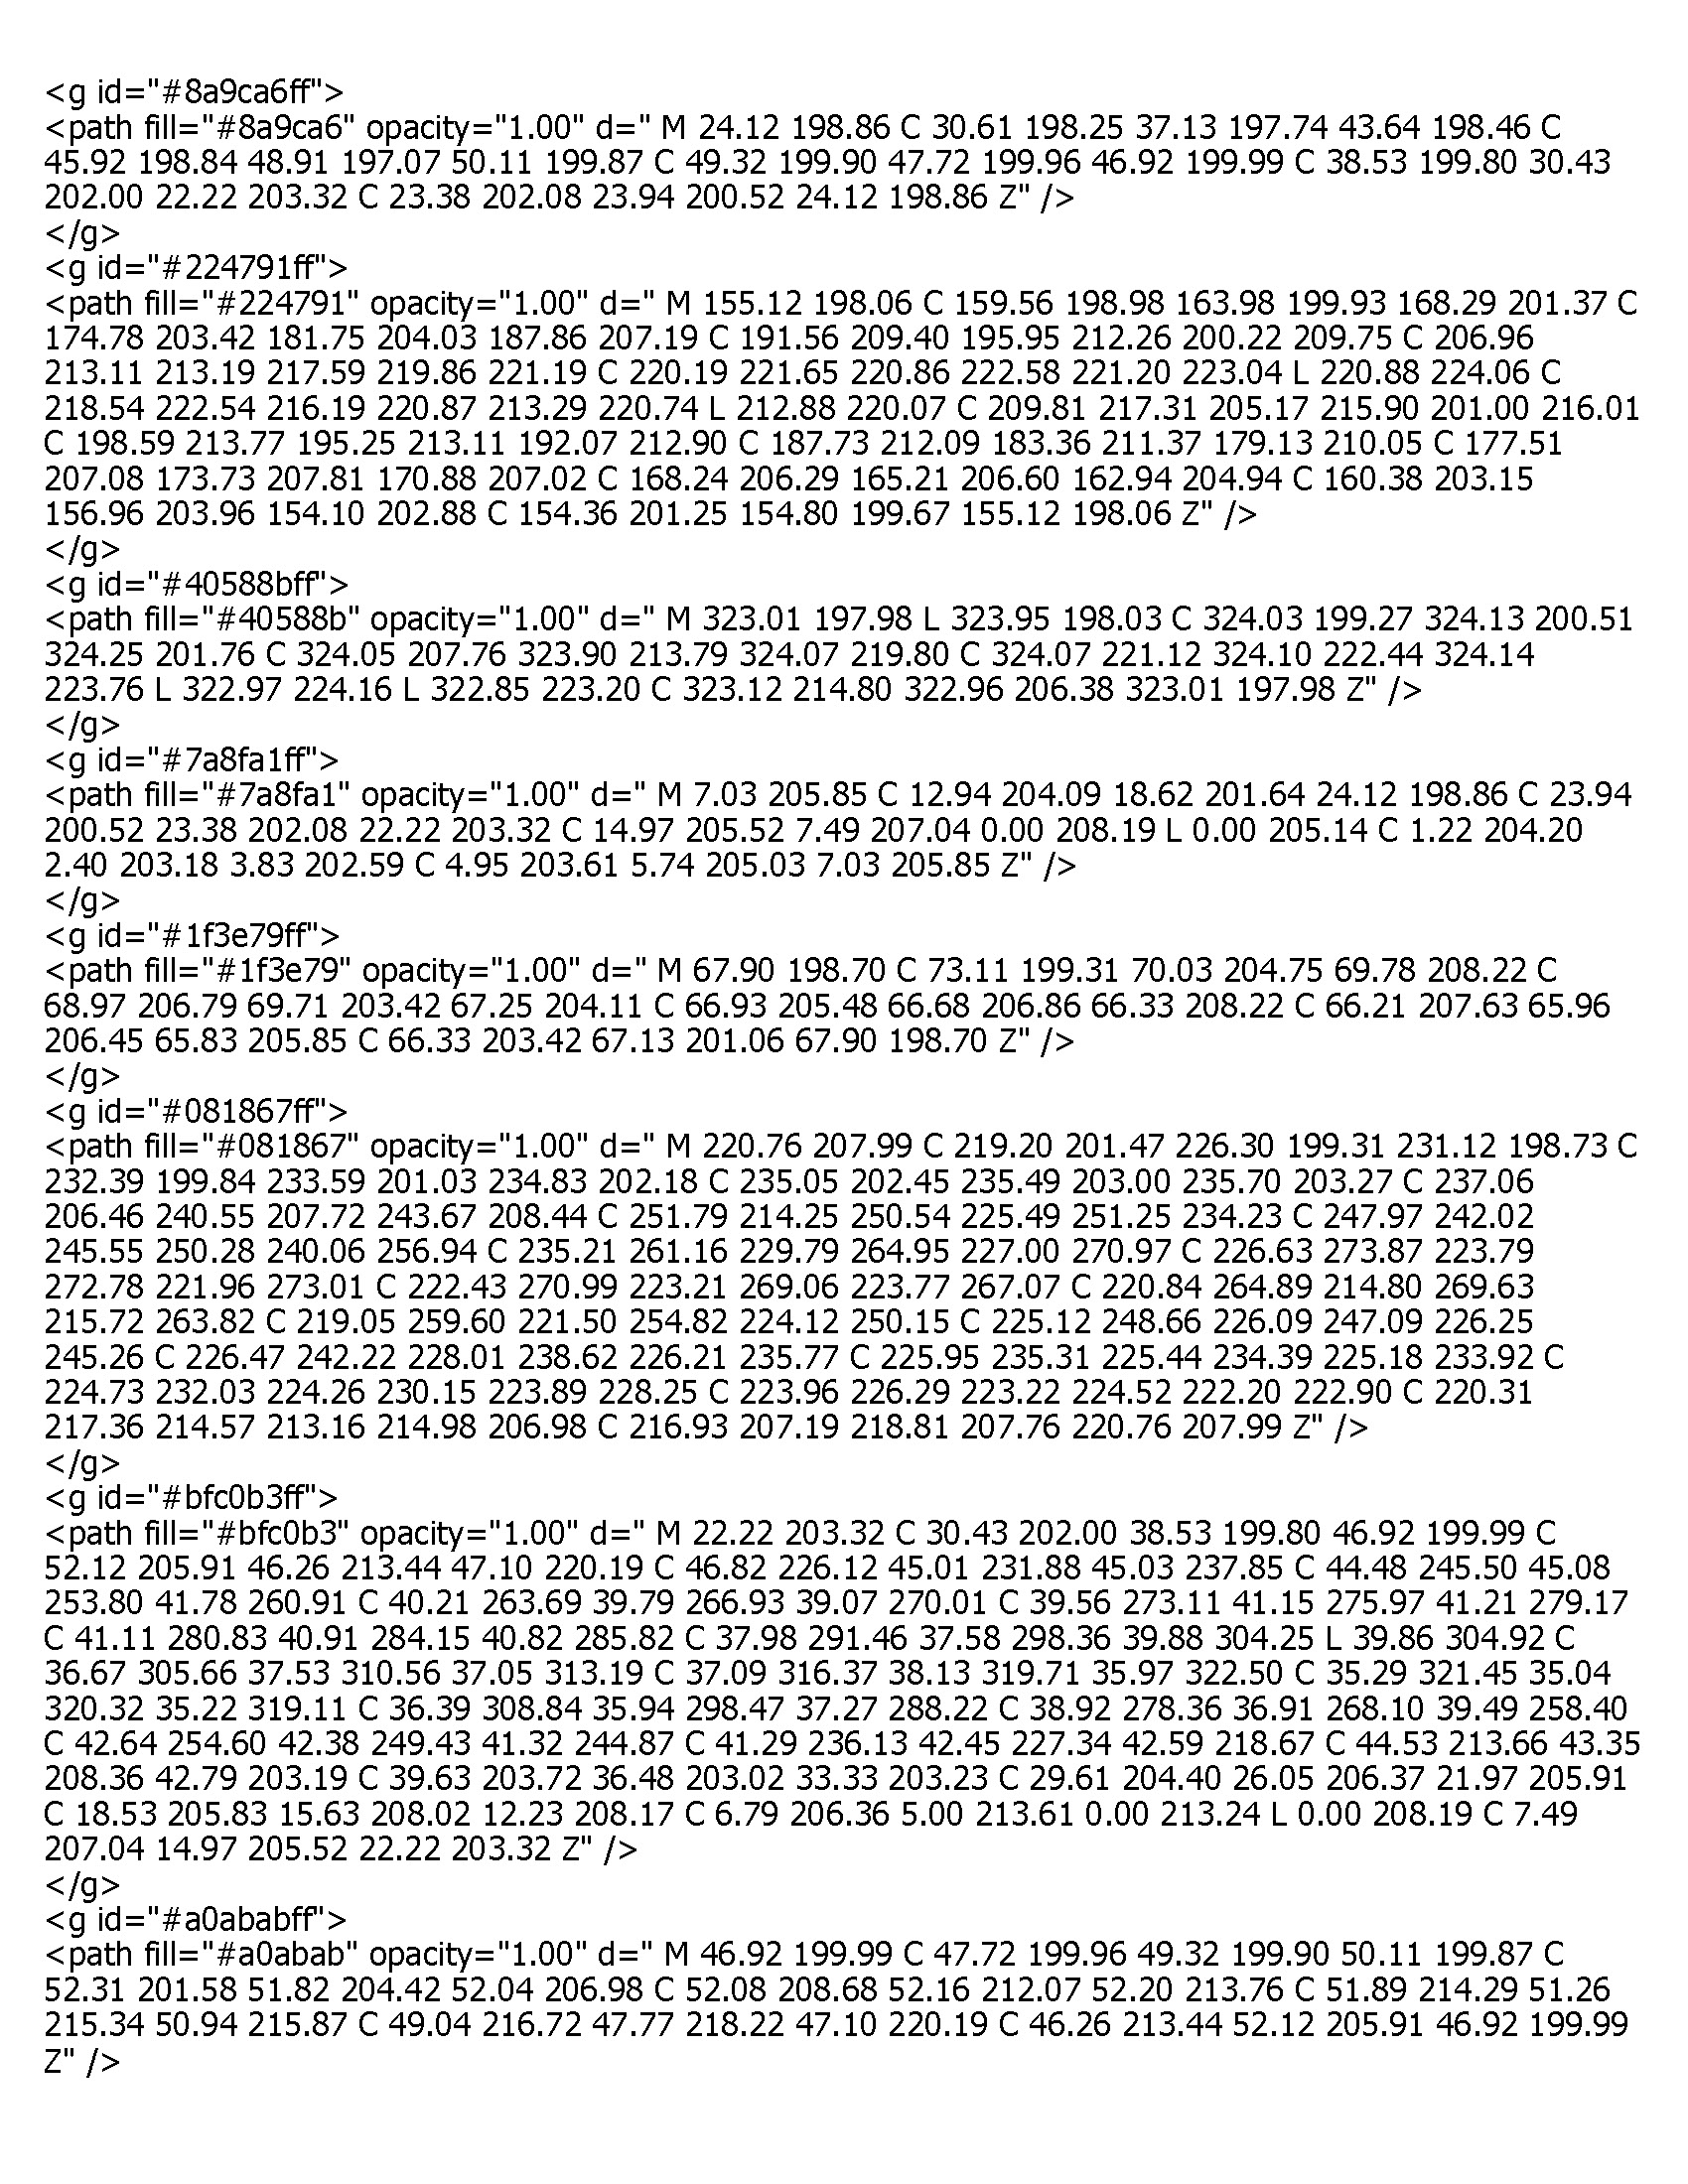 <g id="#8a9ca6ff">
<path fill="#8a9ca6" opacity="1.00" d=" M 24.12 198.86 C 30.61 198.25 37.13 197.74 43.64 198.46 C
45.92 198.84 48.91 197.07 50.11 199.87 C 49.32 199.90 47.72 199.96 46.92 199.99 C 38.53 199.80 30.43
202.00 22.22 203.32 C 23.38 202.08 23.94 200.52 24.12 198.86 Z" />
</g>
<g id="#224791ff">
<path fill="#224791" opacity="1.00" d=" M 155.12 198.06 C 159.56 198.98 163.98 199.93 168.29 201.37 C
174.78 203.42 181.75 204.03 187.86 207.19 C 191.56 209.40 195.95 212.26 200.22 209.75 C 206.96
213.11 213.19 217.59 219.86 221.19 C 220.19 221.65 220.86 222.58 221.20 223.04 L 220.88 224.06 C
218.54 222.54 216.19 220.87 213.29 220.74 L 212.88 220.07 C 209.81 217.31 205.17 215.90 201.00 216.01
C 198.59 213.77 195.25 213.11 192.07 212.90 C 187.73 212.09 183.36 211.37 179.13 210.05 C 177.51
207.08 173.73 207.81 170.88 207.02 C 168.24 206.29 165.21 206.60 162.94 204.94 C 160.38 203.15
156.96 203.96 154.10 202.88 C 154.36 201.25 154.80 199.67 155.12 198.06 Z" />
</g>
<g id="#40588bff">
<path fill="#40588b" opacity="1.00" d=" M 323.01 197.98 L 323.95 198.03 C 324.03 199.27 324.13 200.51
324.25 201.76 C 324.05 207.76 323.90 213.79 324.07 219.80 C 324.07 221.12 324.10 222.44 324.14
223.76 L 322.97 224.16 L 322.85 223.20 C 323.12 214.80 322.96 206.38 323.01 197.98 Z" />
</g>
<g id="#7a8fa1ff">
<path fill="#7a8fa1" opacity="1.00" d=" M 7.03 205.85 C 12.94 204.09 18.62 201.64 24.12 198.86 C 23.94
200.52 23.38 202.08 22.22 203.32 C 14.97 205.52 7.49 207.04 0.00 208.19 L 0.00 205.14 C 1.22 204.20
2.40 203.18 3.83 202.59 C 4.95 203.61 5.74 205.03 7.03 205.85 Z" />
</g>
<g id="#1f3e79ff">
<path fill="#1f3e79" opacity="1.00" d=" M 67.90 198.70 C 73.11 199.31 70.03 204.75 69.78 208.22 C
68.97 206.79 69.71 203.42 67.25 204.11 C 66.93 205.48 66.68 206.86 66.33 208.22 C 66.21 207.63 65.96
206.45 65.83 205.85 C 66.33 203.42 67.13 201.06 67.90 198.70 Z" />
</g>
<g id="#081867ff">
<path fill="#081867" opacity="1.00" d=" M 220.76 207.99 C 219.20 201.47 226.30 199.31 231.12 198.73 C
232.39 199.84 233.59 201.03 234.83 202.18 C 235.05 202.45 235.49 203.00 235.70 203.27 C 237.06
206.46 240.55 207.72 243.67 208.44 C 251.79 214.25 250.54 225.49 251.25 234.23 C 247.97 242.02
245.55 250.28 240.06 256.94 C 235.21 261.16 229.79 264.95 227.00 270.97 C 226.63 273.87 223.79
272.78 221.96 273.01 C 222.43 270.99 223.21 269.06 223.77 267.07 C 220.84 264.89 214.80 269.63
215.72 263.82 C 219.05 259.60 221.50 254.82 224.12 250.15 C 225.12 248.66 226.09 247.09 226.25
245.26 C 226.47 242.22 228.01 238.62 226.21 235.77 C 225.95 235.31 225.44 234.39 225.18 233.92 C
224.73 232.03 224.26 230.15 223.89 228.25 C 223.96 226.29 223.22 224.52 222.20 222.90 C 220.31
217.36 214.57 213.16 214.98 206.98 C 216.93 207.19 218.81 207.76 220.76 207.99 Z" />
</g>
<g id="#bfc0b3ff">
<path fill="#bfc0b3" opacity="1.00" d=" M 22.22 203.32 C 30.43 202.00 38.53 199.80 46.92 199.99 C
52.12 205.91 46.26 213.44 47.10 220.19 C 46.82 226.12 45.01 231.88 45.03 237.85 C 44.48 245.50 45.08
253.80 41.78 260.91 C 40.21 263.69 39.79 266.93 39.07 270.01 C 39.56 273.11 41.15 275.97 41.21 279.17
C 41.11 280.83 40.91 284.15 40.82 285.82 C 37.98 291.46 37.58 298.36 39.88 304.25 L 39.86 304.92 C
36.67 305.66 37.53 310.56 37.05 313.19 C 37.09 316.37 38.13 319.71 35.97 322.50 C 35.29 321.45 35.04
320.32 35.22 319.11 C 36.39 308.84 35.94 298.47 37.27 288.22 C 38.92 278.36 36.91 268.10 39.49 258.40
C 42.64 254.60 42.38 249.43 41.32 244.87 C 41.29 236.13 42.45 227.34 42.59 218.67 C 44.53 213.66 43.35
208.36 42.79 203.19 C 39.63 203.72 36.48 203.02 33.33 203.23 C 29.61 204.40 26.05 206.37 21.97 205.91
C 18.53 205.83 15.63 208.02 12.23 208.17 C 6.79 206.36 5.00 213.61 0.00 213.24 L 0.00 208.19 C 7.49
207.04 14.97 205.52 22.22 203.32 Z" />
</g>
<g id="#a0ababff">
<path fill="#a0abab" opacity="1.00" d=" M 46.92 199.99 C 47.72 199.96 49.32 199.90 50.11 199.87 C
52.31 201.58 51.82 204.42 52.04 206.98 C 52.08 208.68 52.16 212.07 52.20 213.76 C 51.89 214.29 51.26
215.34 50.94 215.87 C 49.04 216.72 47.77 218.22 47.10 220.19 C 46.26 213.44 52.12 205.91 46.92 199.99
Z" />